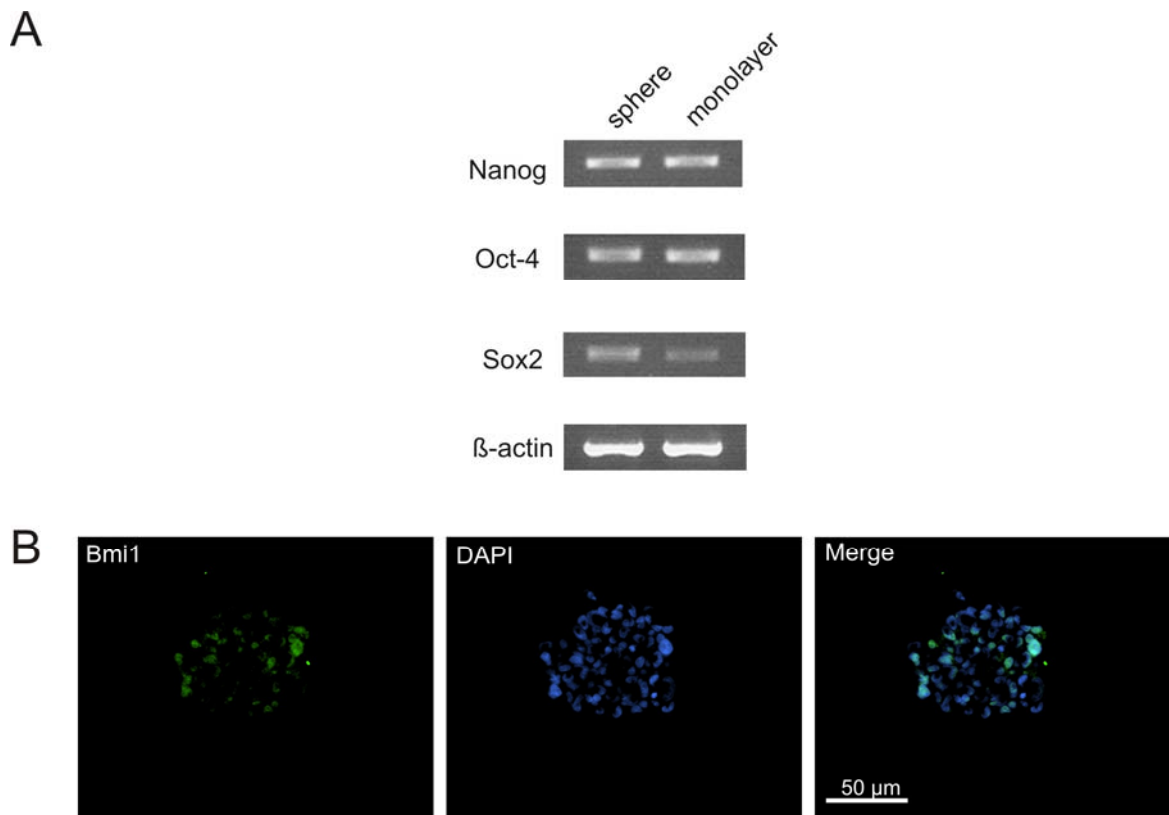 A
sphere monolayer
Nanog
Oct-4
Sox2
ß-actin
B
Bmi1
DAPI
Merge
50 µm